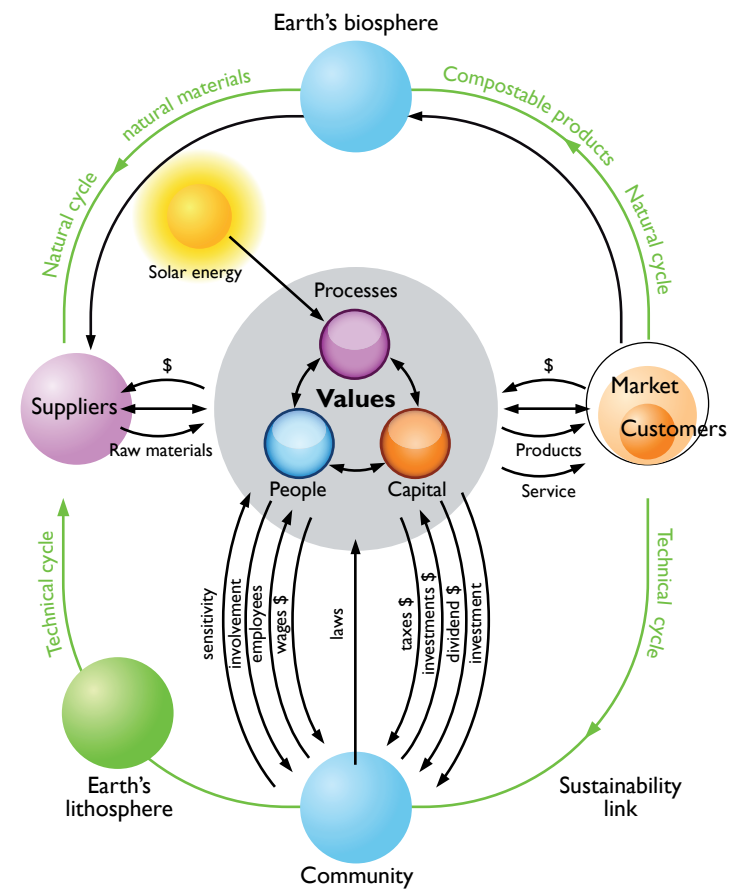 Earth's biosphere
natural materials
Compostable products
Natural cycle
Natural cycle
Solar energy
Processes
$
$
Values
Suppliers
Market
Customers
Raw materials
Products
People
Capital
Service
Technical cycle
Technical cycle
sensitivity
involvement
employees
wages $
laws
taxes $
investments $
dividend $
investment
Earth's
lithosphere
Sustainability
link
Community